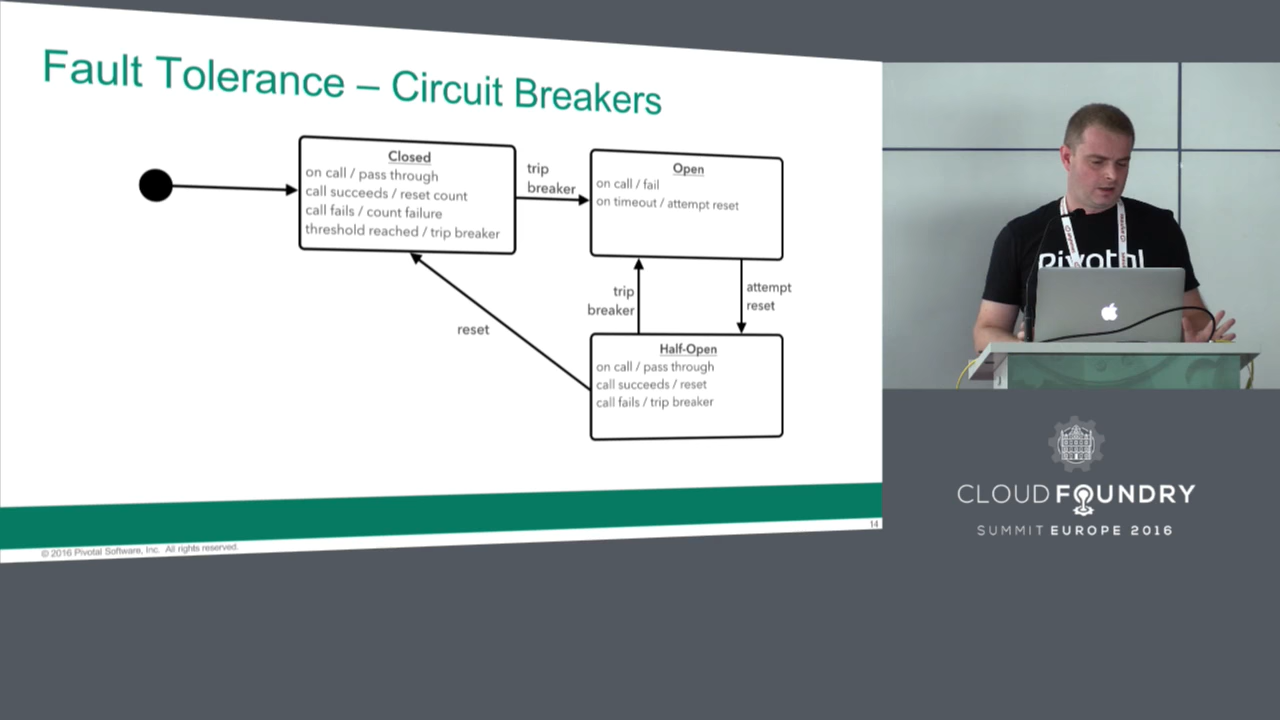 Fault Tolerance – Circuit Breakers
Closed
on call / pass through
call succeeds / reset count
call fails / count failure
threshold reached / trip breaker
trip
breaker
Open
on call / fail
on timeout / attempt reset
trip
breaker
attempt
reset
reset
Half-Open
on call / pass through
call succeeds / reset
call fails / trip breaker
14
© 2016 Pivotal Software, Inc. All rights reserved.
Pivotal
CLOUD FOUNDRY
SUMMIT EUROPE 2016